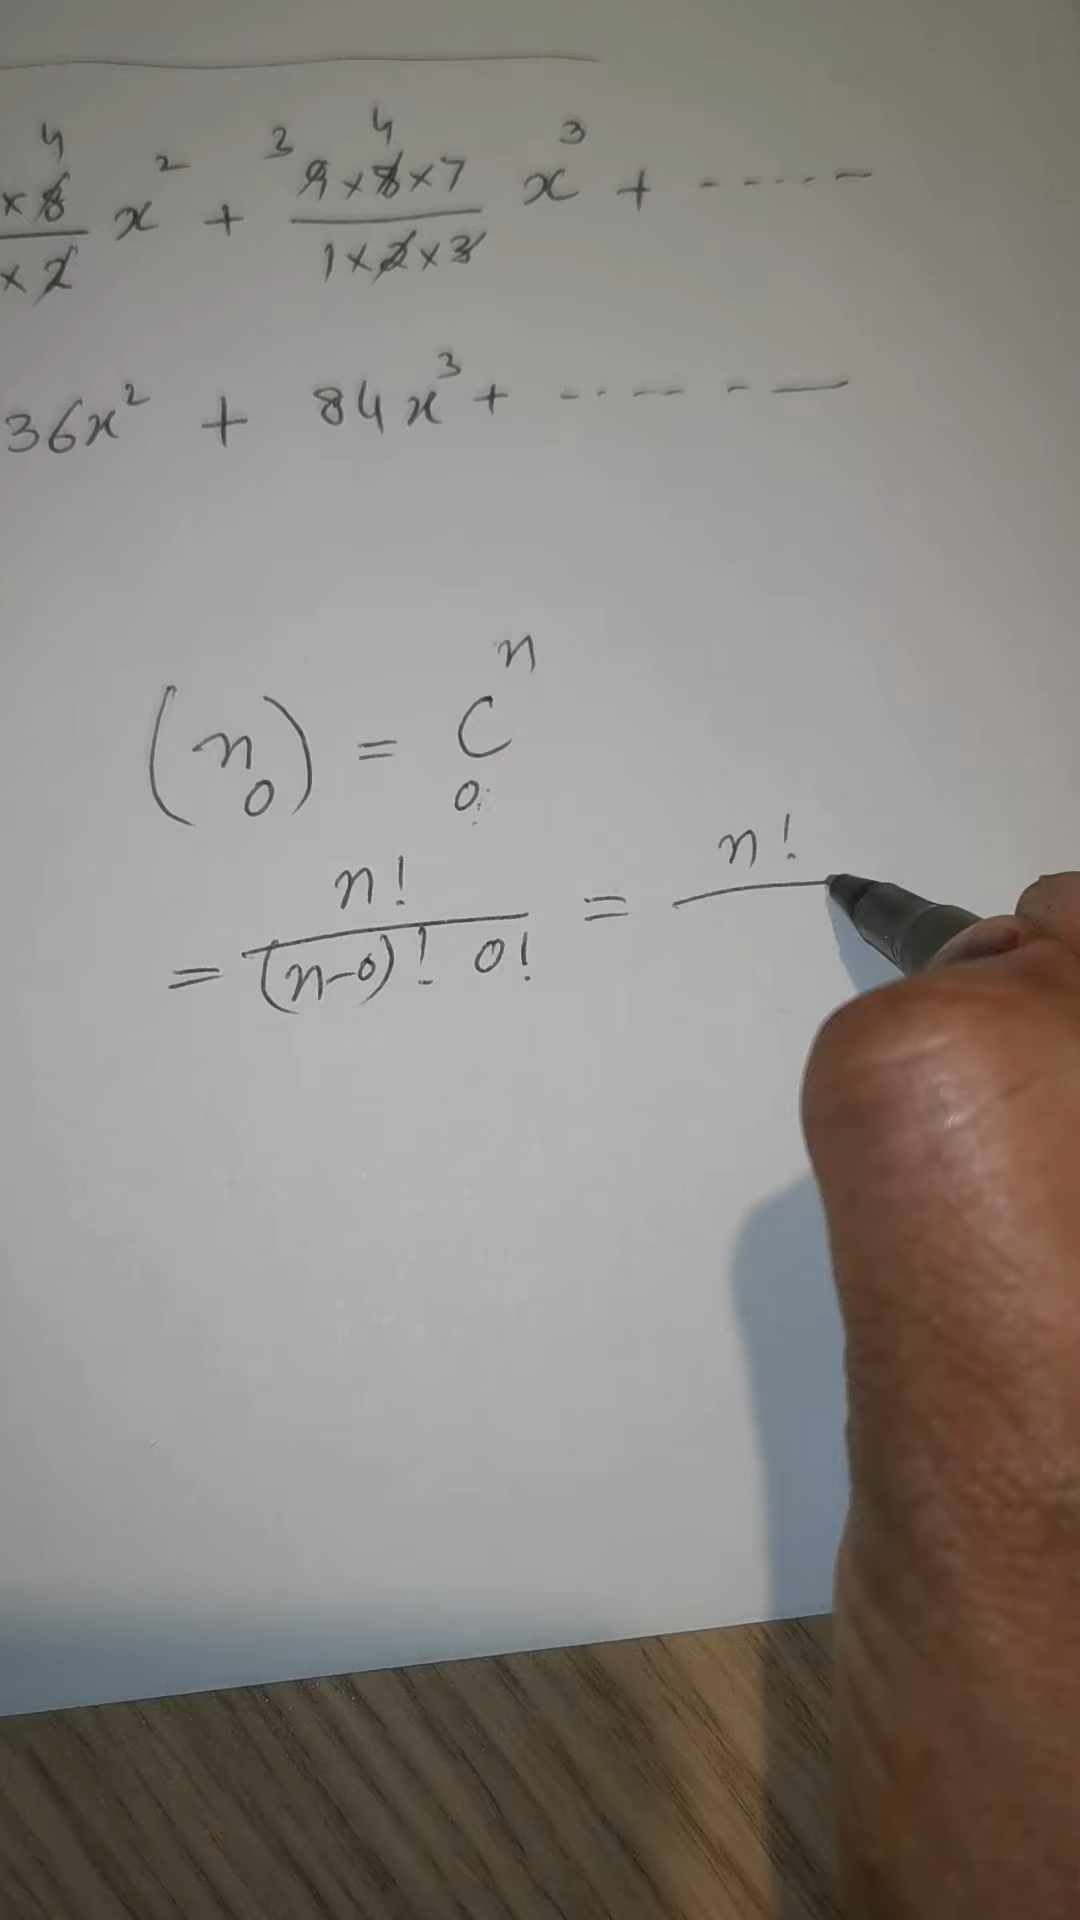 ×8/×2 x² + 9×8×7/1×2×3 x³ + -----
36x² + 84x³ + -----
(n 0) = C n 0
= n!/(n-0)! 0! = n!/